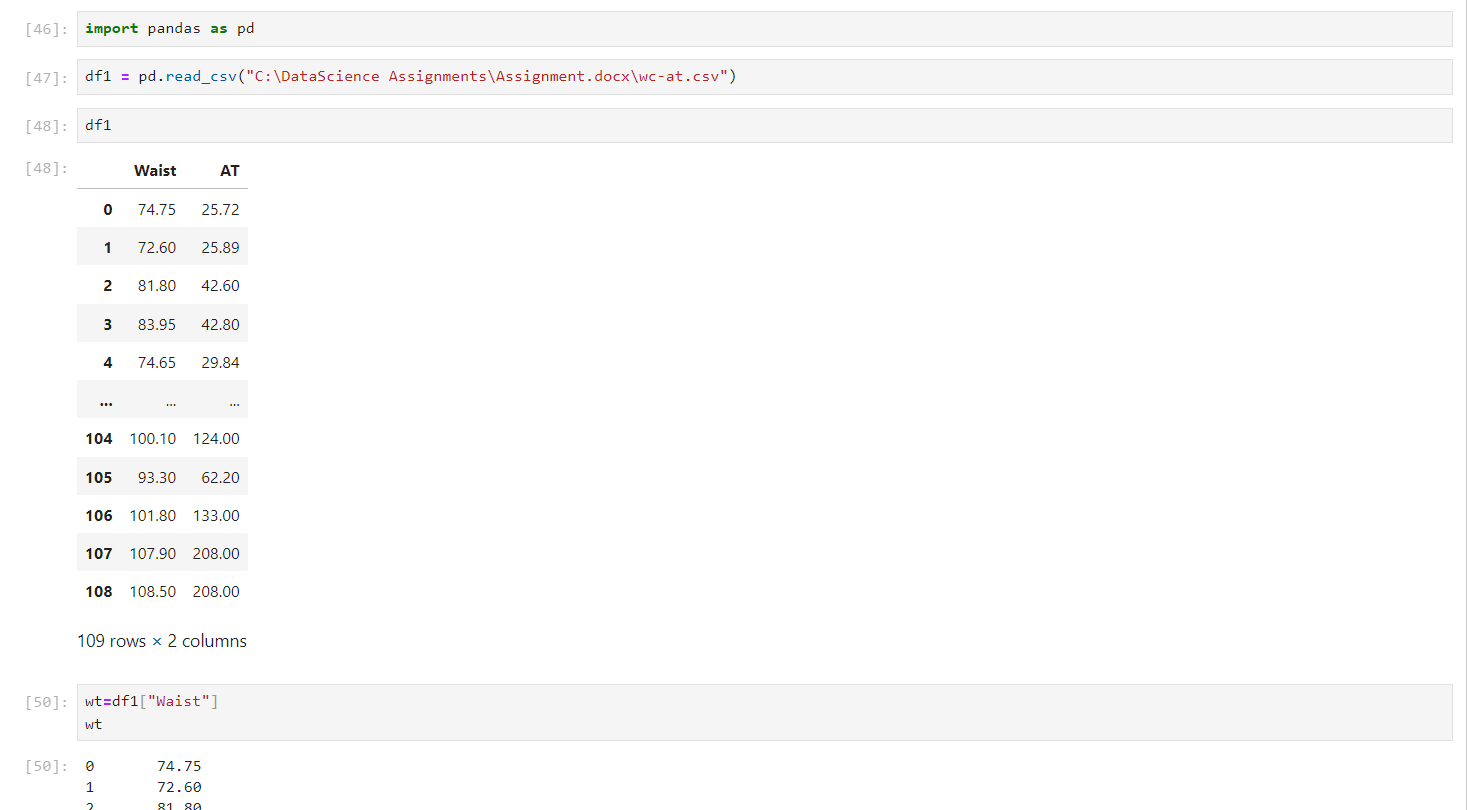 [46]: import pandas as pd
[47]: df1 = pd.read_csv("C:\DataScience Assignments\Assignment.docx\wc-at.csv")
[48]: df1
[48]: Waist AT
0 74.75 25.72
1 72.60 25.89
2 81.80 42.60
3 83.95 42.80
4 74.65 29.84
... ... ...
104 100.10 124.00
105 93.30 62.20
106 101.80 133.00
107 107.90 208.00
108 108.50 208.00
109 rows × 2 columns
[50]: wt=df1["Waist"]
wt
[50]: 0 74.75
1 72.60
2 81.80